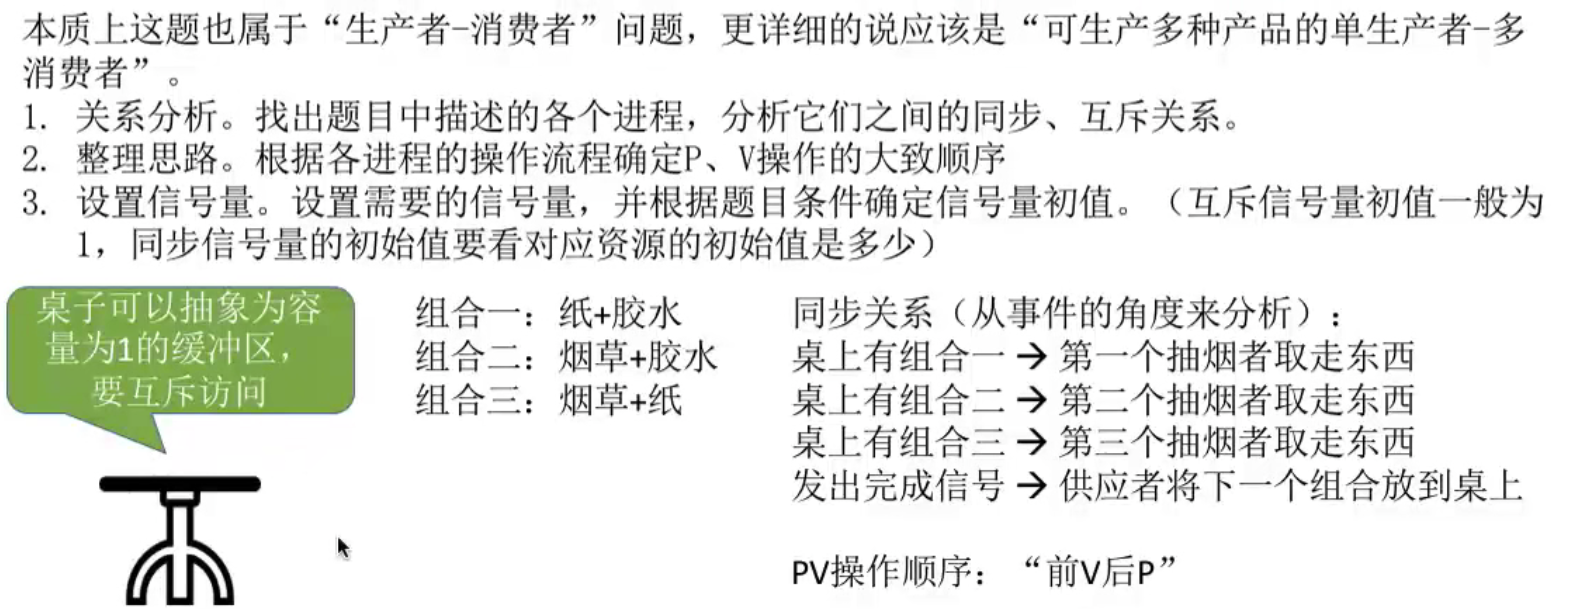 本质上这题也属于“生产者-消费者”问题，更详细的说应该是“可生产多种产品的单生产者-多
消费者”。
1. 关系分析。找出题目中描述的各个进程，分析它们之间的同步、互斥关系。
2. 整理思路。根据各进程的操作流程确定P、V操作的大致顺序
3. 设置信号量。设置需要的信号量，并根据题目条件确定信号量初值。（互斥信号量初值一般为
1，同步信号量的初始值要看对应资源的初始值是多少）
桌子可以抽象为容
量为1的缓冲区，
要互斥访问
组合一：纸+胶水
组合二：烟草+胶水
组合三：烟草+纸
同步关系（从事件的角度来分析）：
桌上有组合一 → 第一个抽烟者取走东西
桌上有组合二 → 第二个抽烟者取走东西
桌上有组合三 → 第三个抽烟者取走东西
发出完成信号 → 供应者将下一个组合放到桌上
PV操作顺序：“前V后P”